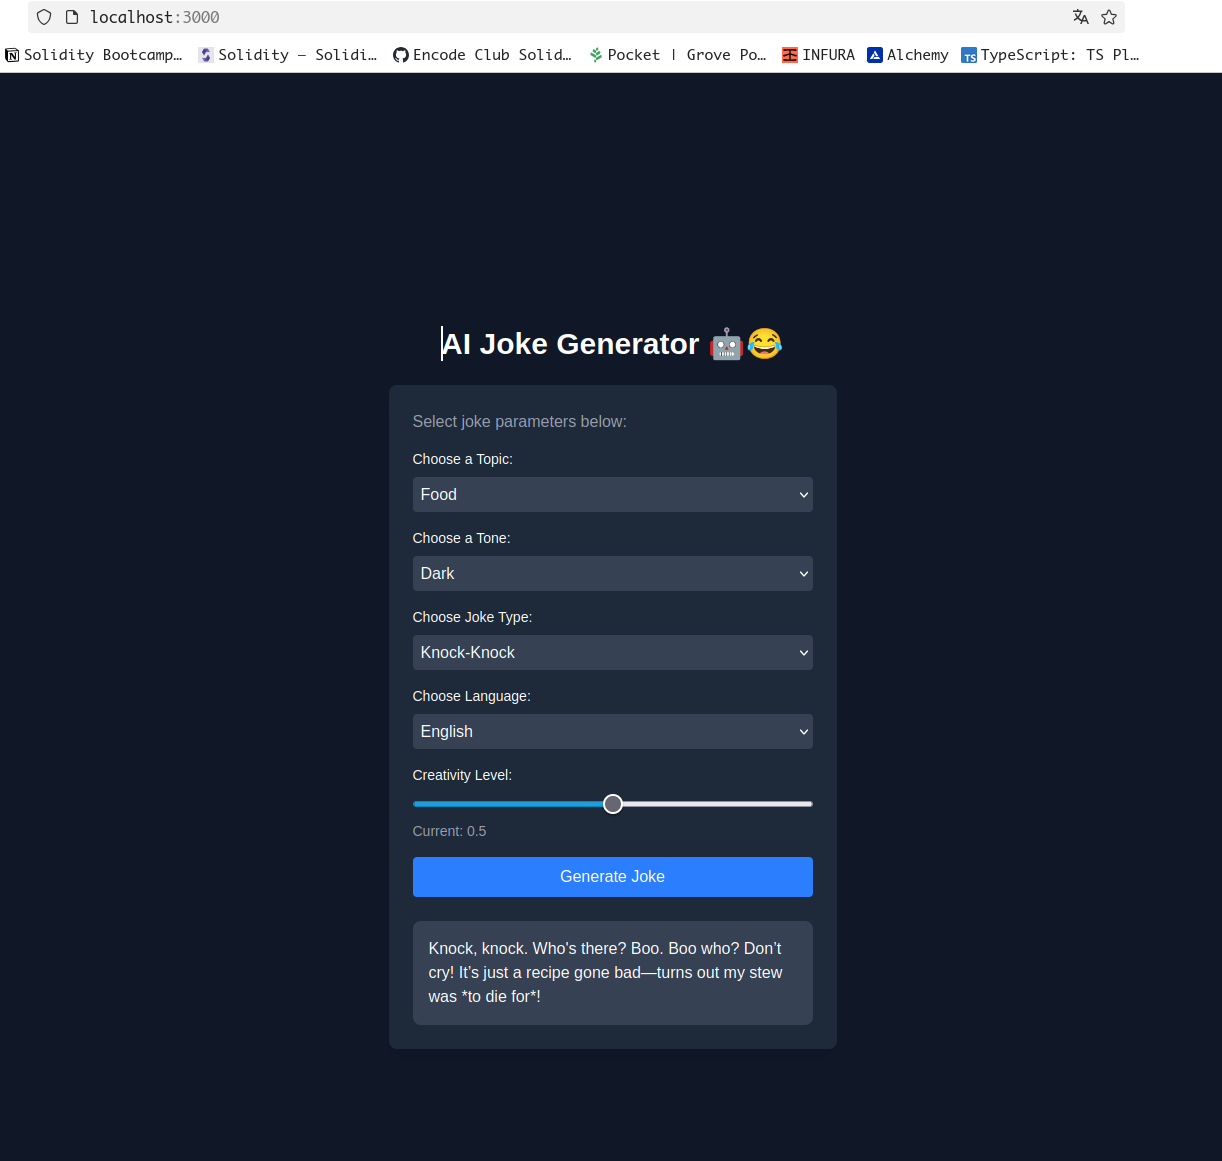 localhost:3000
Solidity Bootcamp… Solidity — Solidi… Encode Club Solid… Pocket | Grove Po… INFURA Alchemy TS TypeScript: TS Pl…
AI Joke Generator 🤖😂
Select joke parameters below:
Choose a Topic:
Food
Choose a Tone:
Dark
Choose Joke Type:
Knock-Knock
Choose Language:
English
Creativity Level:
Current: 0.5
Generate Joke
Knock, knock. Who's there? Boo. Boo who? Don’t
cry! It’s just a recipe gone bad—turns out my stew
was *to die for*!